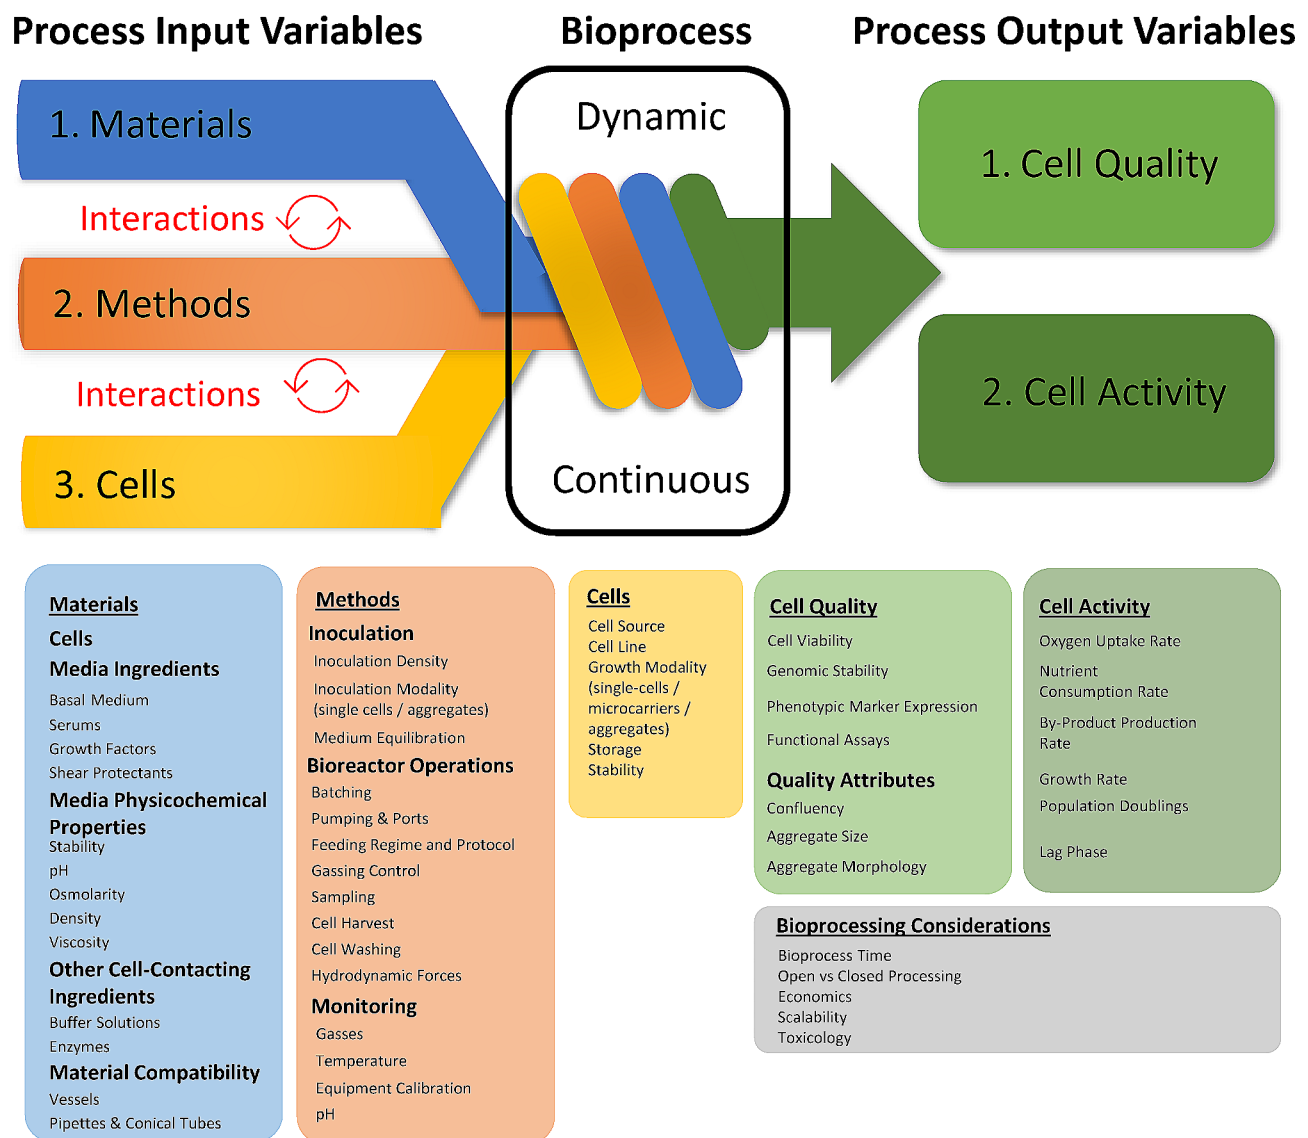 Process Input Variables
Bioprocess
Process Output Variables
1. Materials
Interactions
2. Methods
Interactions
3. Cells
Dynamic
Continuous
1. Cell Quality
2. Cell Activity
Materials
Cells
Media Ingredients
Basal Medium
Serums
Growth Factors
Shear Protectants
Media Physicochemical
Properties
Stability
pH
Osmolarity
Density
Viscosity
Other Cell-Contacting
Ingredients
Buffer Solutions
Enzymes
Material Compatibility
Vessels
Pipettes & Conical Tubes
Methods
Inoculation
Inoculation Density
Inoculation Modality
(single cells / aggregates)
Medium Equilibration
Bioreactor Operations
Batching
Pumping & Ports
Feeding Regime and Protocol
Gassing Control
Sampling
Cell Harvest
Cell Washing
Hydrodynamic Forces
Monitoring
Gasses
Temperature
Equipment Calibration
pH
Cells
Cell Source
Cell Line
Growth Modality
(single-cells /
microcarriers /
aggregates)
Storage
Stability
Cell Quality
Cell Viability
Genomic Stability
Phenotypic Marker Expression
Functional Assays
Quality Attributes
Confluency
Aggregate Size
Aggregate Morphology
Cell Activity
Oxygen Uptake Rate
Nutrient
Consumption Rate
By-Product Production
Rate
Growth Rate
Population Doublings
Lag Phase
Bioprocessing Considerations
Bioprocess Time
Open vs Closed Processing
Economics
Scalability
Toxicology